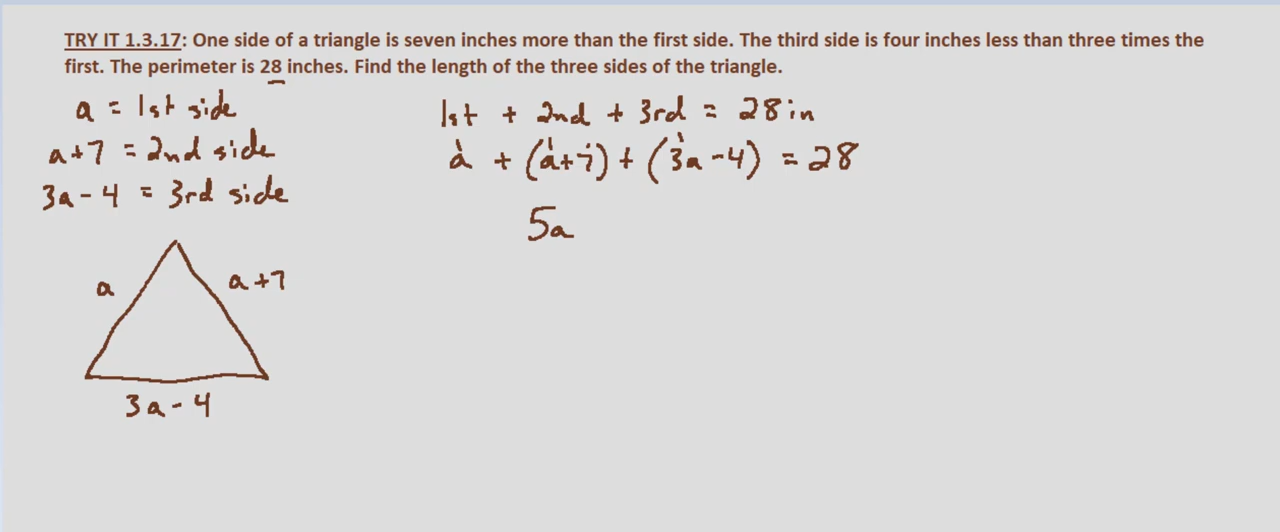 TRY IT 1.3.17: One side of a triangle is seven inches more than the first side. The third side is four inches less than three times the
first. The perimeter is 28 inches. Find the length of the three sides of the triangle.
a = 1st side
a+7 = 2nd side
3a - 4 = 3rd side
1st + 2nd + 3rd = 28in
a + (a+7) + (3a - 4) = 28
5a
a
a +7
3a - 4